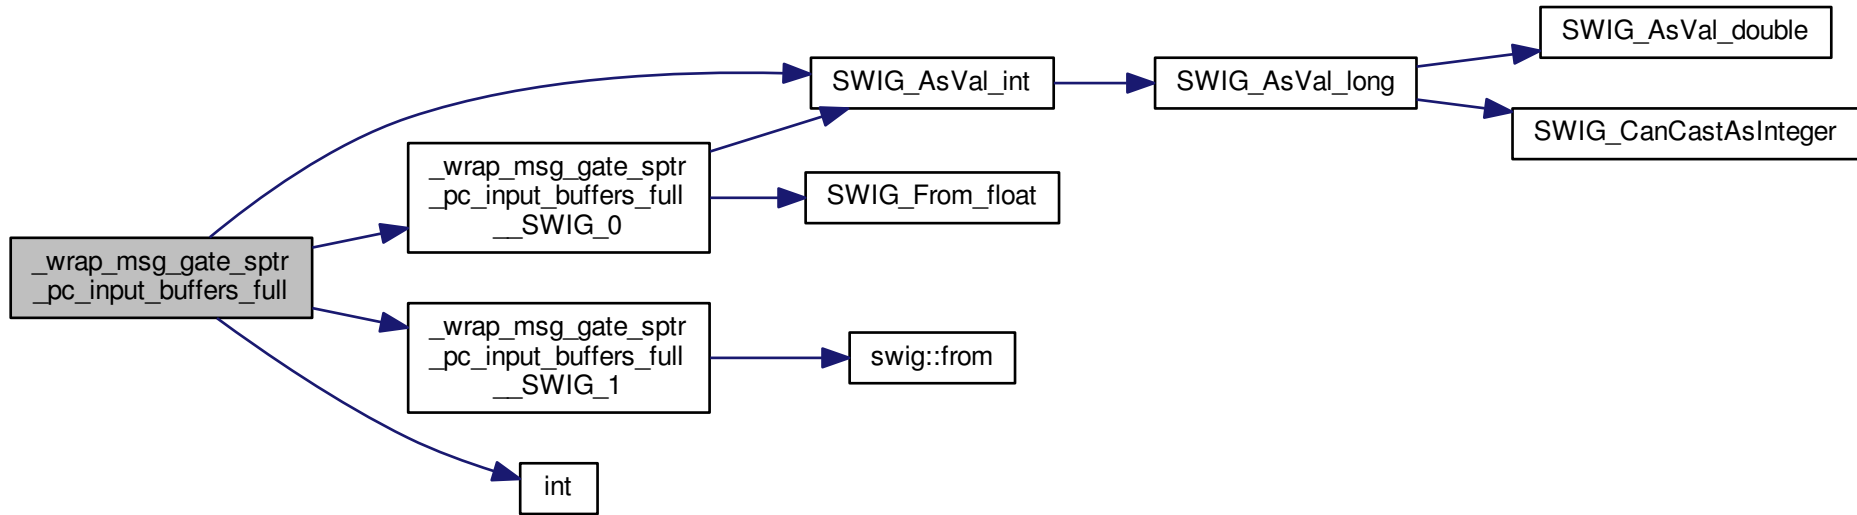 _wrap_msg_gate_sptr
_pc_input_buffers_full
_wrap_msg_gate_sptr
_pc_input_buffers_full
__SWIG_0
_wrap_msg_gate_sptr
_pc_input_buffers_full
__SWIG_1
int
SWIG_AsVal_int
SWIG_From_float
swig::from
SWIG_AsVal_long
SWIG_AsVal_double
SWIG_CanCastAsInteger